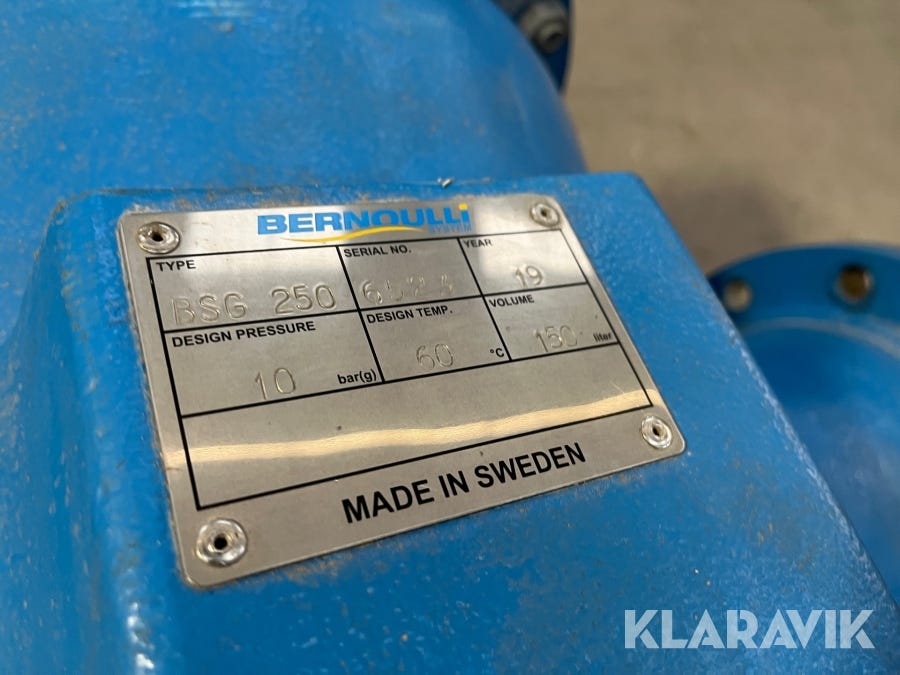 BERNOULLI
SYSTEM
TYPE SERIAL NO. YEAR
BSG 250 19
DESIGN PRESSURE DESIGN TEMP. VOLUME
10 bar(g) 60 °C 150 liter
MADE IN SWEDEN
KLARAVIK